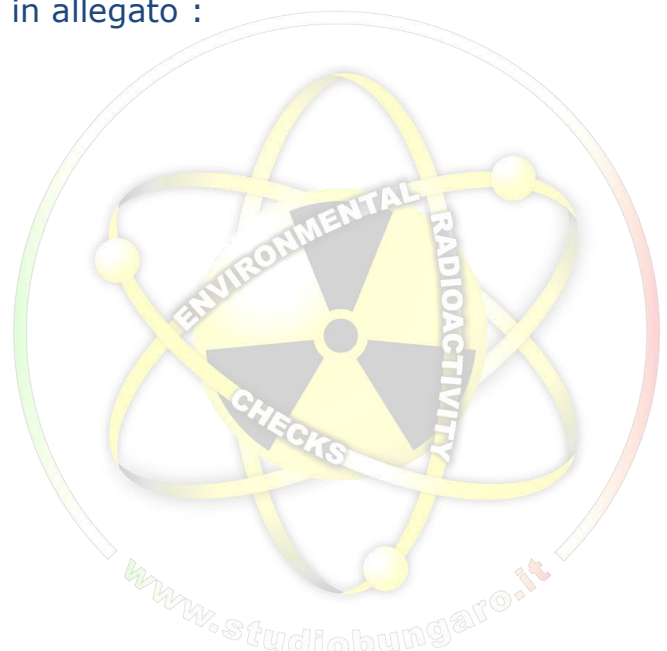 in allegato :
ENVIRONMENTAL
RADIOACTIVITY
CHECKS
www.studiobungaro.it